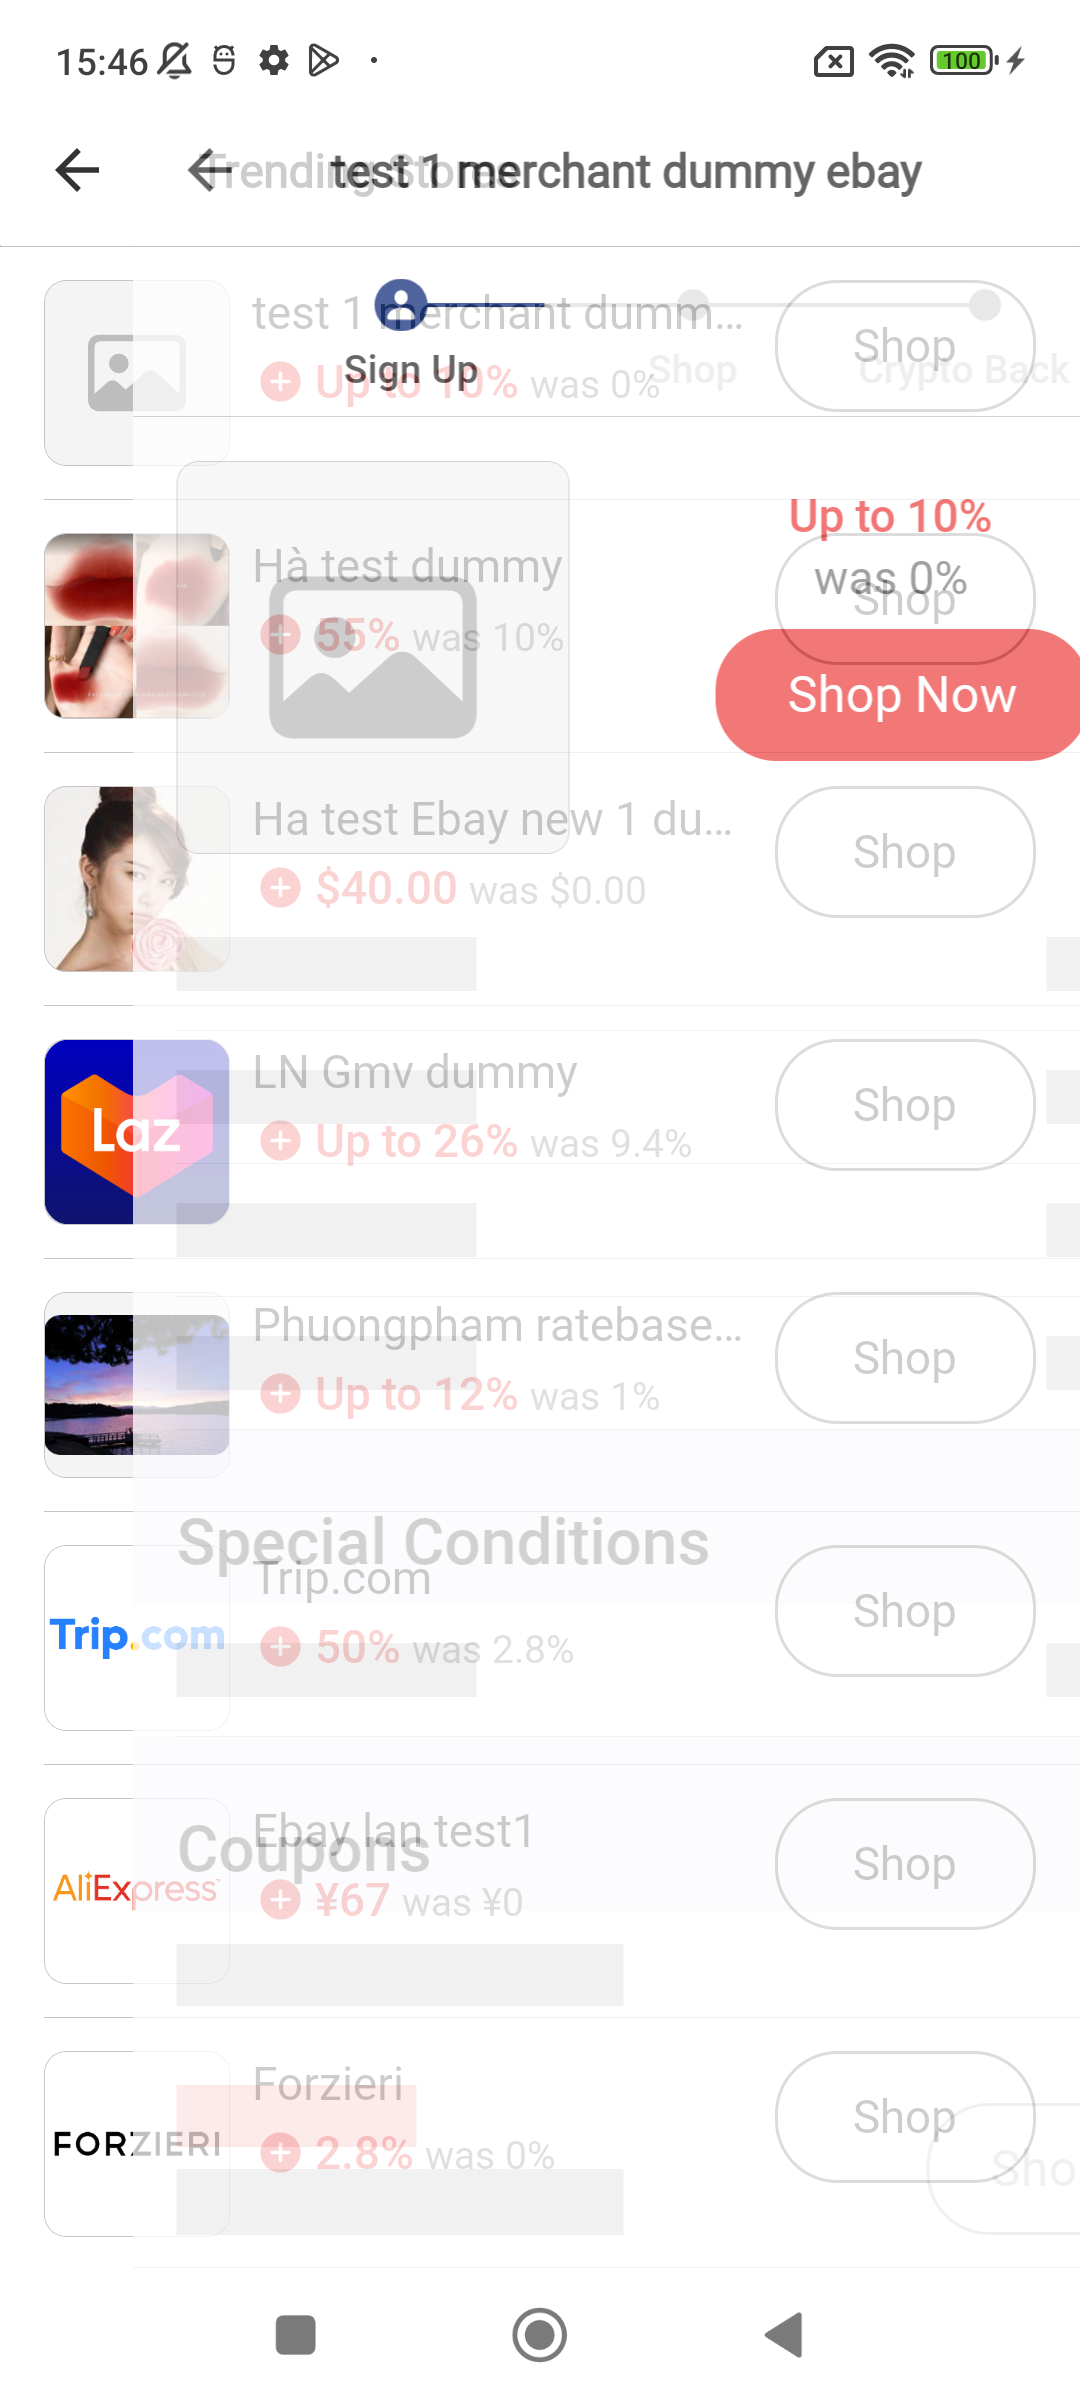 15:46
100
Trending Stores
test 1 merchant dummy ebay
test 1 merchant dumm...
Shop
Sign Up
Shop
Crypto Back
Up to 10% was 0%
Up to 10%
was 0%
Hà test dummy
Shop
55% was 10%
Shop Now
Ha test Ebay new 1 du...
Shop
$40.00 was $0.00
LN Gmv dummy
Laz
Shop
Up to 26% was 9.4%
Phuongpham ratebase...
Shop
Up to 12% was 1%
Special Conditions
Trip.com
Shop
Trip.com
50% was 2.8%
Ebay lan test1
Coupons
Shop
AliExpress
¥67 was ¥0
Forzieri
Shop
FORZIERI
2.8% was 0%
Sho